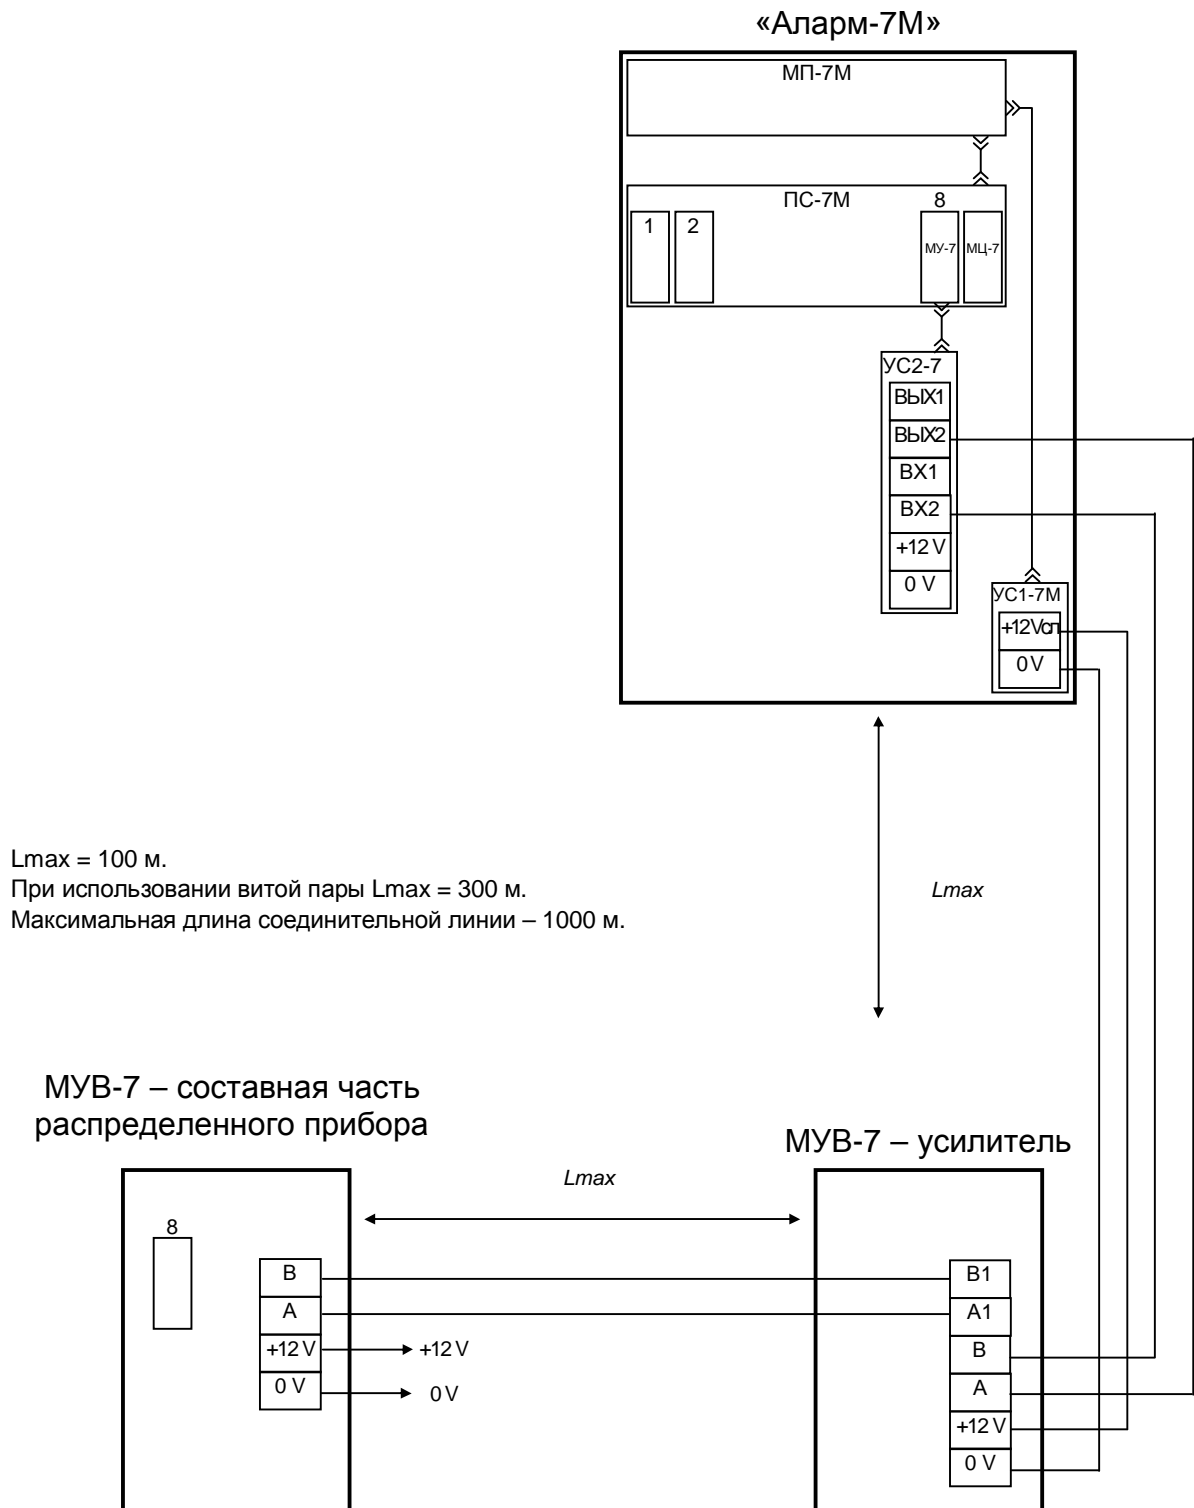 «Аларм-7М»
МП-7М
ПС-7М
8
1
2
МУ-7
МЦ-7
УС2-7
ВЫХ1
ВЫХ2
ВХ1
ВХ2
+12 V
0 V
УС1-7М
+12Vсп
0 V
Lmax = 100 м.
При использовании витой пары Lmax = 300 м.
Максимальная длина соединительной линии – 1000 м.
Lmax
МУВ-7 – составная часть
распределенного прибора
МУВ-7 – усилитель
Lmax
8
В
А
+12 V
0 V
+12 V
0 V
В1
А1
В
А
+12 V
0 V